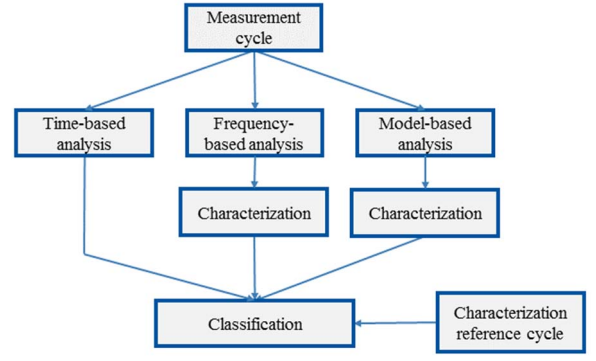 Measurement
cycle
Time-based
analysis
Frequency-
based analysis
Model-based
analysis
Characterization
Characterization
Classification
Characterization
reference cycle